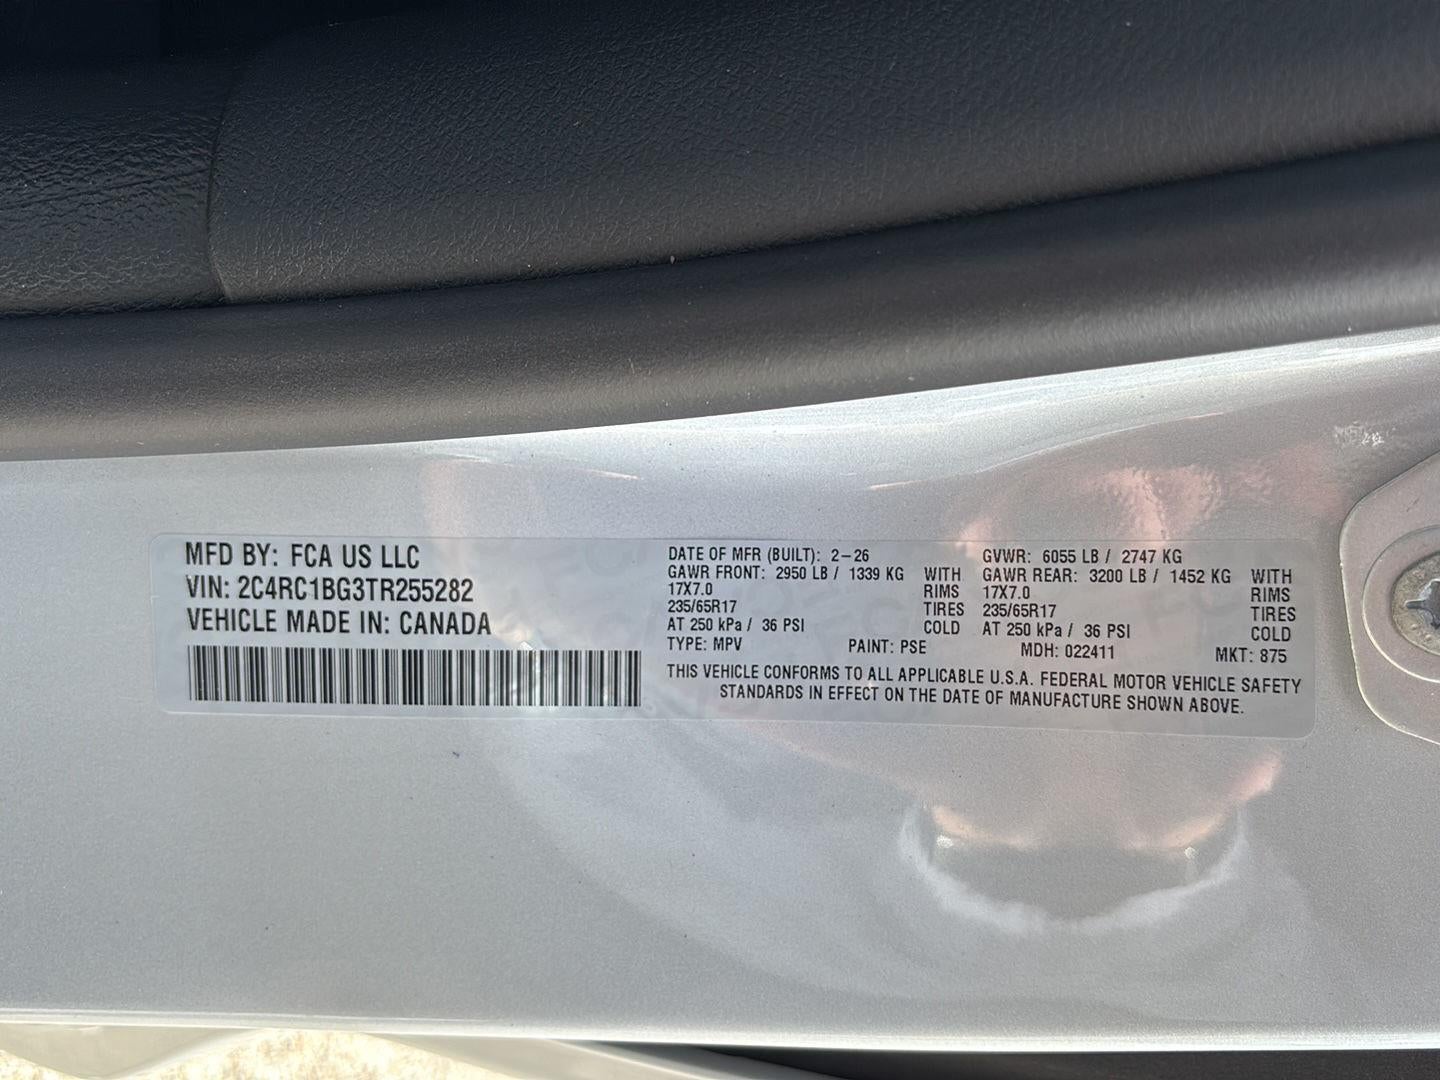 MFD BY: FCA US LLC
VIN: 2C4RC1BG3TR255282
VEHICLE MADE IN: CANADA
DATE OF MFR (BUILT): 2-26
GAWR FRONT: 2950 LB / 1339 KG WITH
17X7.0 RIMS
235/65R17 TIRES
AT 250 kPa / 36 PSI COLD
GVWR: 6055 LB / 2747 KG
GAWR REAR: 3200 LB / 1452 KG WITH
17X7.0 RIMS
235/65R17 TIRES
AT 250 kPa / 36 PSI COLD
TYPE: MPV PAINT: PSE MDH: 022411 MKT: 875
THIS VEHICLE CONFORMS TO ALL APPLICABLE U.S.A. FEDERAL MOTOR VEHICLE SAFETY
STANDARDS IN EFFECT ON THE DATE OF MANUFACTURE SHOWN ABOVE.